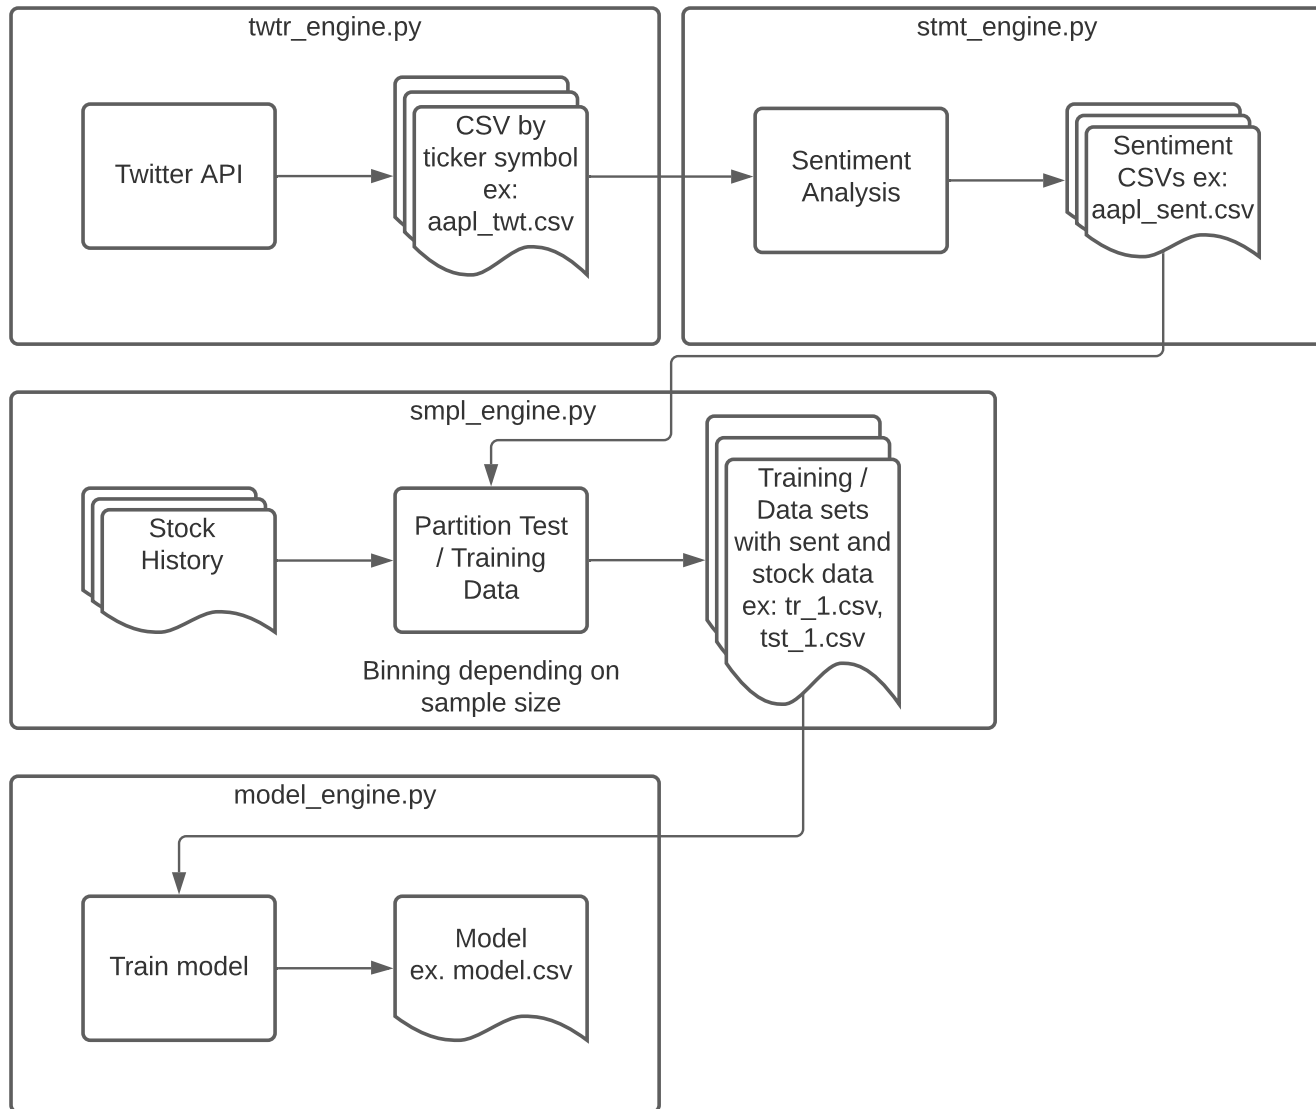 twtr_engine.py
Twitter API
CSV by
ticker symbol
ex:
aapl_twt.csv
stmt_engine.py
Sentiment
Analysis
Sentiment
CSVs ex:
aapl_sent.csv
smpl_engine.py
Stock
History
Partition Test
/ Training
Data
Binning depending on
sample size
Training /
Data sets
with sent and
stock data
ex: tr_1.csv,
tst_1.csv
model_engine.py
Train model
Model
ex. model.csv